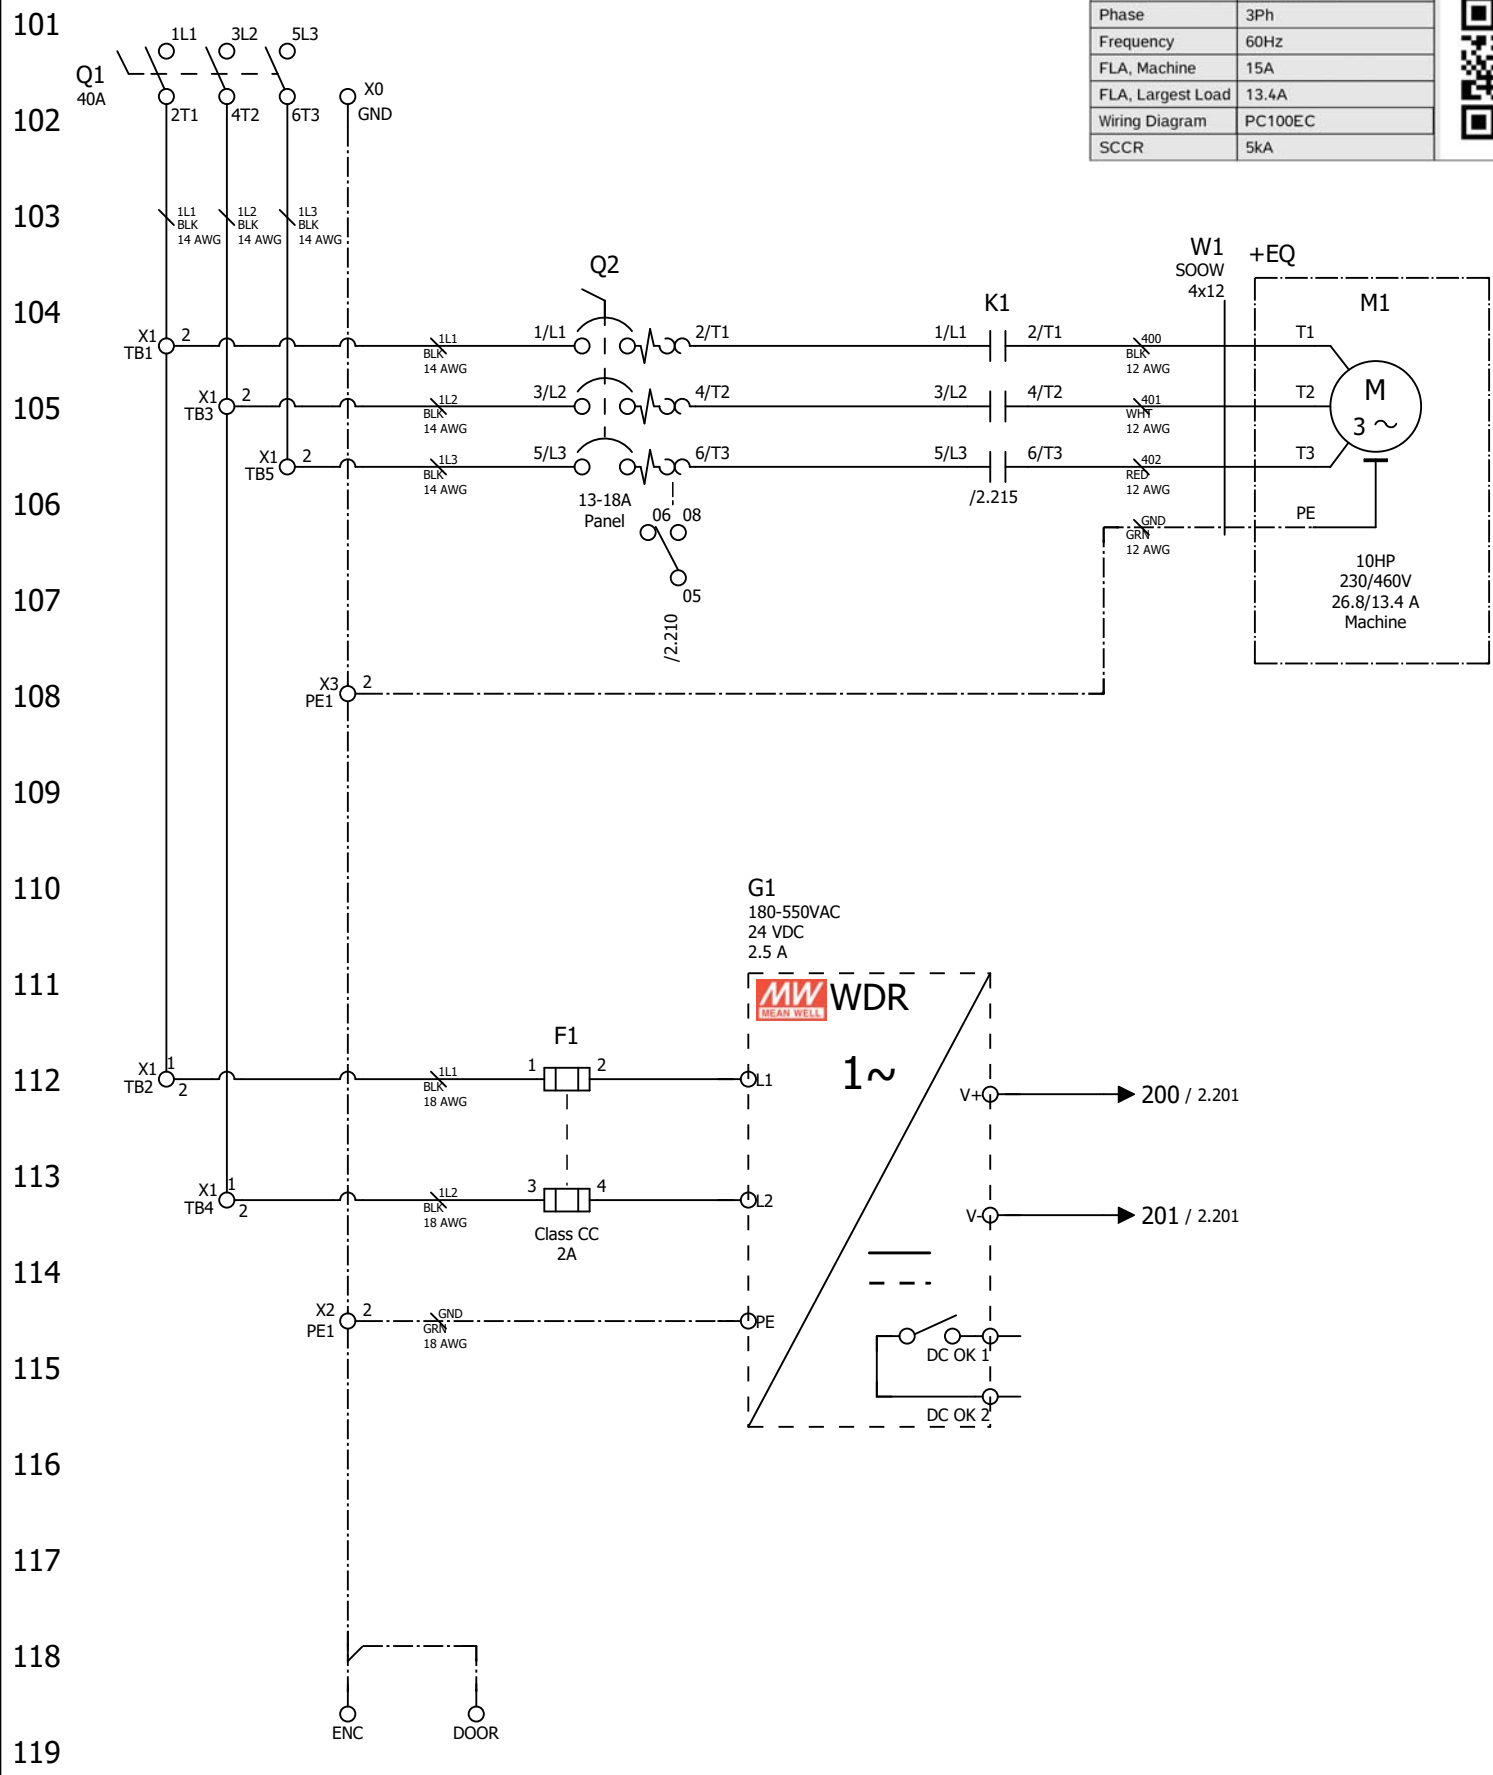 101
1L1 3L2 5L3
Q1
40A
X0
GND
2T1 4T2 6T3
102
Phase 3Ph
Frequency 60Hz
FLA, Machine 15A
FLA, Largest Load 13.4A
Wiring Diagram PC100EC
SCCR 5kA
103
1L1
BLK
14 AWG
1L2
BLK
14 AWG
1L3
BLK
14 AWG
Q2
W1
SOOW
4x12
+EQ
104
K1
M1
X1 2
TB1
1L1
BLK
14 AWG
1/L1
2/T1
1/L1
2/T1
400
BLK
12 AWG
T1
105
X1 2
TB3
1L2
BLK
14 AWG
3/L2
4/T2
3/L2
4/T2
401
WHT
12 AWG
T2
M
3 ~
X1 2
TB5
1L3
BLK
14 AWG
5/L3
6/T3
5/L3
6/T3
402
RED
12 AWG
T3
106
13-18A
Panel
06 08
05
/2.210
/2.215
GND
GRN
12 AWG
PE
107
10HP
230/460V
26.8/13.4 A
Machine
108
X3 2
PE1
109
110
G1
180-550VAC
24 VDC
2.5 A
111
MW
MEAN WELL
WDR
112
X1 1
TB2 2
1L1
BLK
18 AWG
F1
1 2
L1
1~
V+
200 / 2.201
113
X1 1
TB4 2
1L2
BLK
18 AWG
3 4
Class CC
2A
L2
V-
201 / 2.201
114
X2 2
PE1
GND
GRN
18 AWG
PE
115
DC OK 1
DC OK 2
116
117
118
ENC
DOOR
119